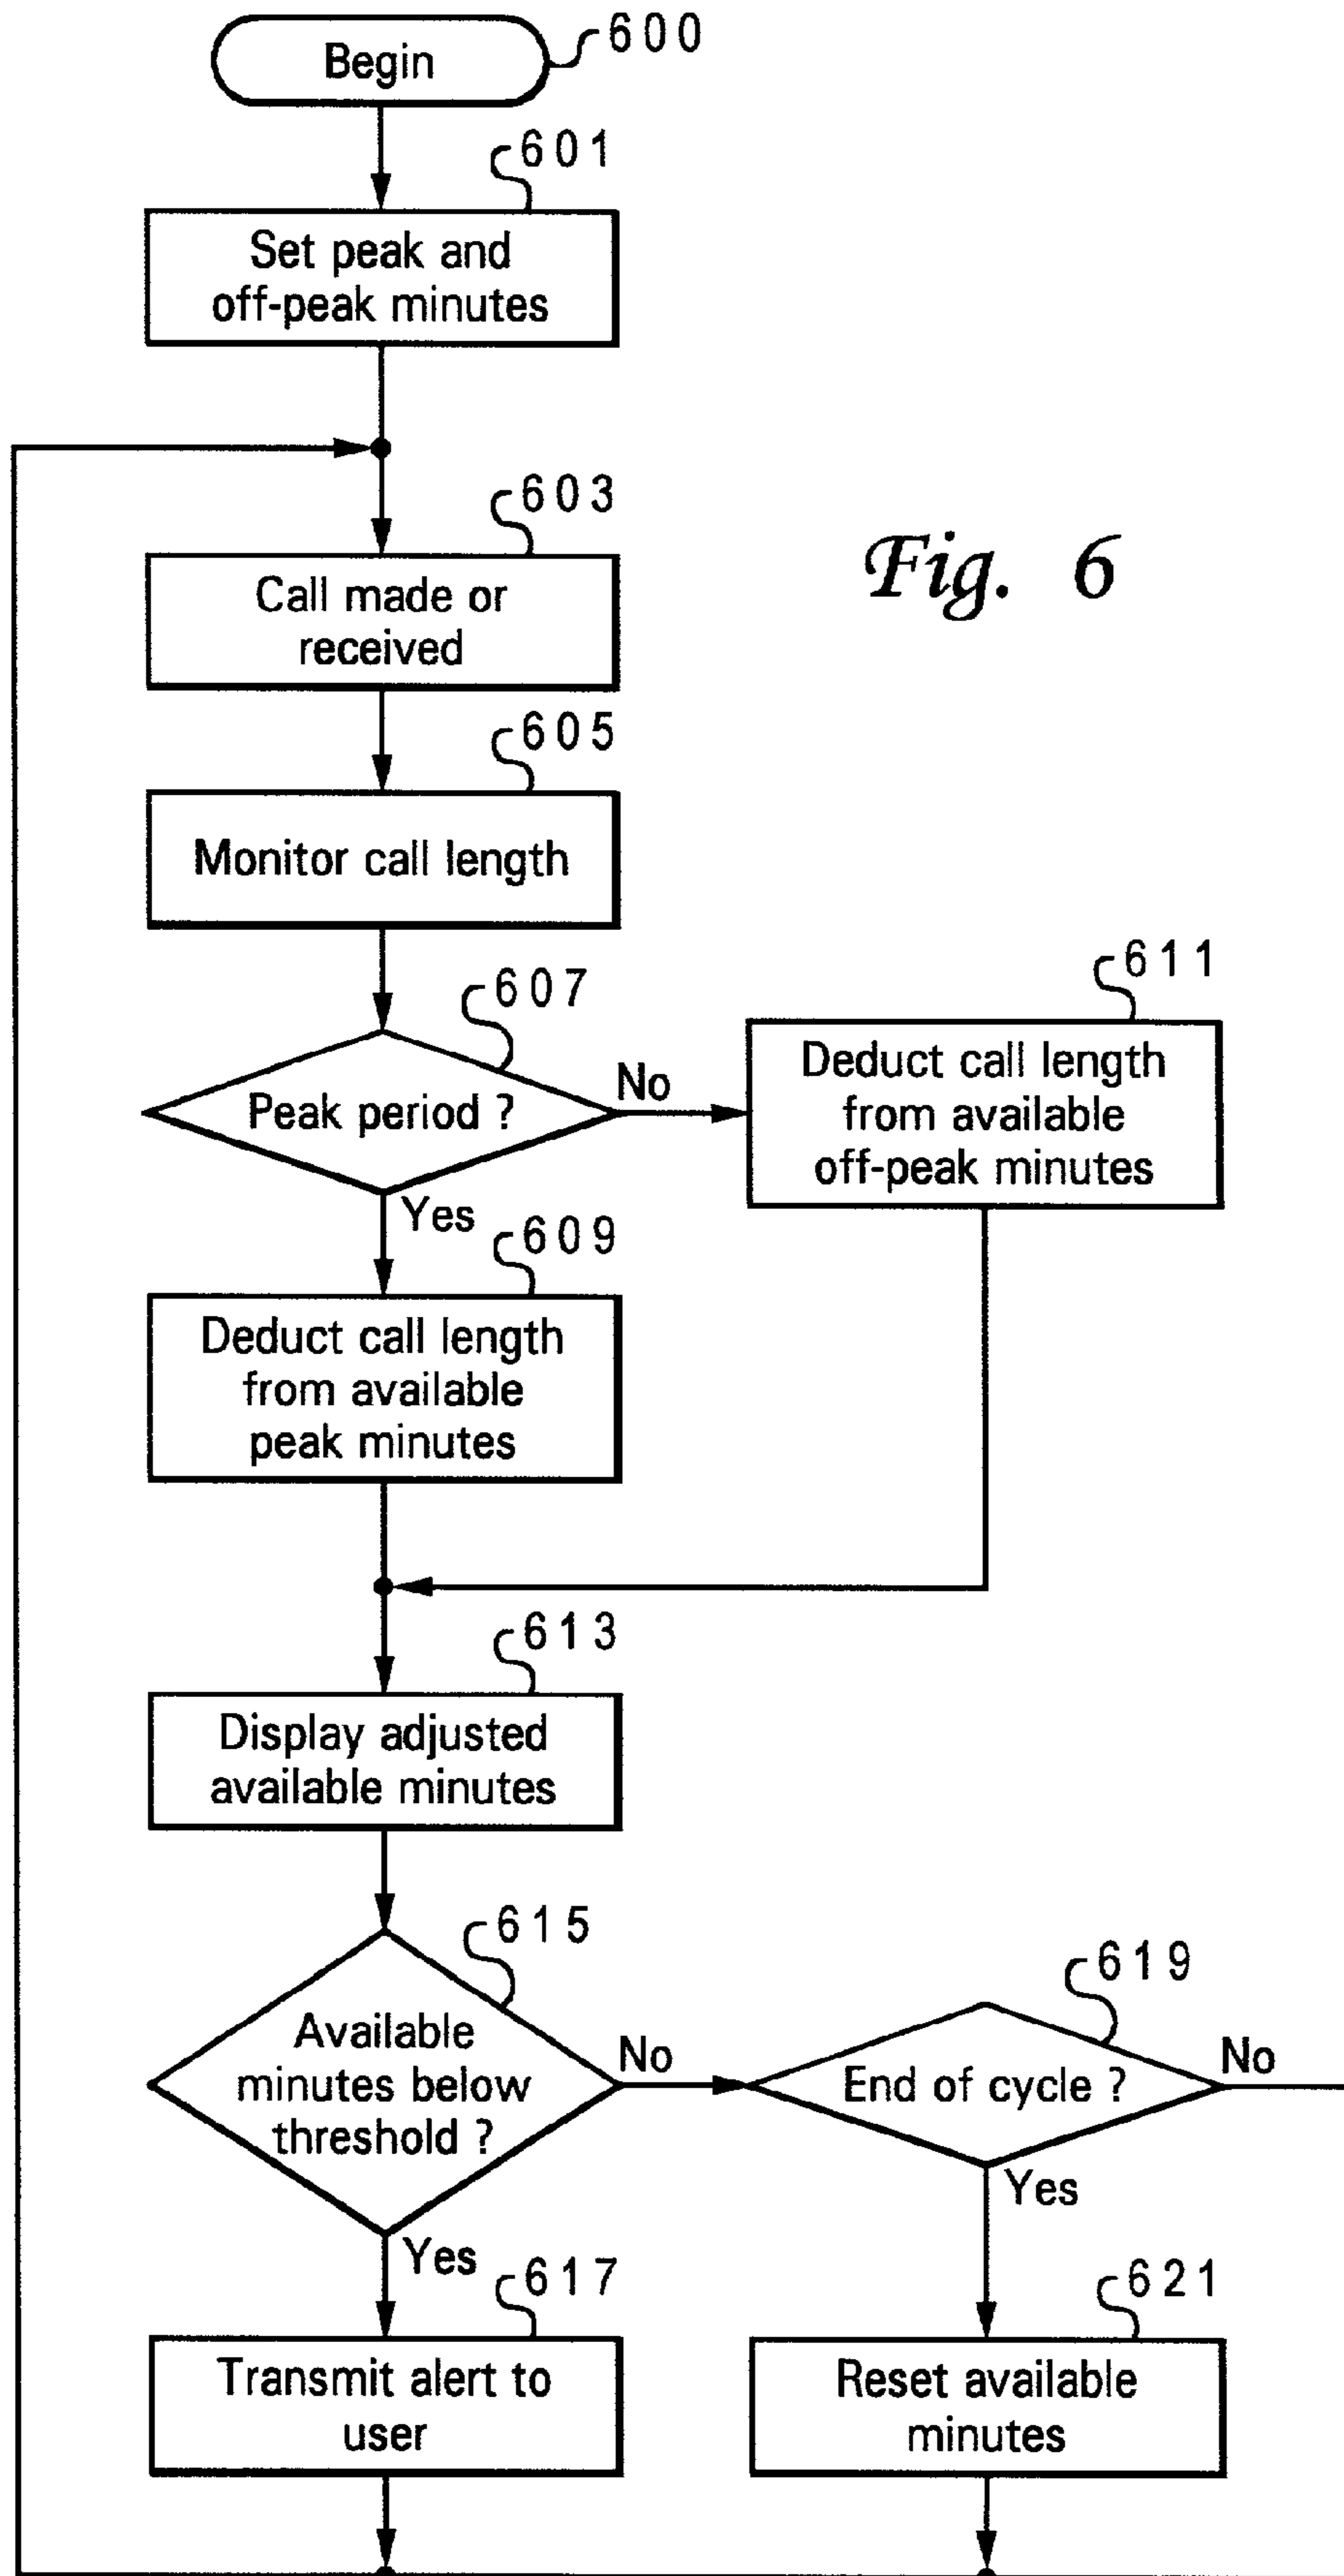 Begin
600
601
Set peak and
off-peak minutes
603
Call made or
received
Fig. 6
605
Monitor call length
607
Peak period ?
No
Yes
611
Deduct call length
from available
off-peak minutes
609
Deduct call length
from available
peak minutes
613
Display adjusted
available minutes
615
Available
minutes below
threshold ?
No
Yes
619
End of cycle ?
No
Yes
617
Transmit alert to
user
621
Reset available
minutes